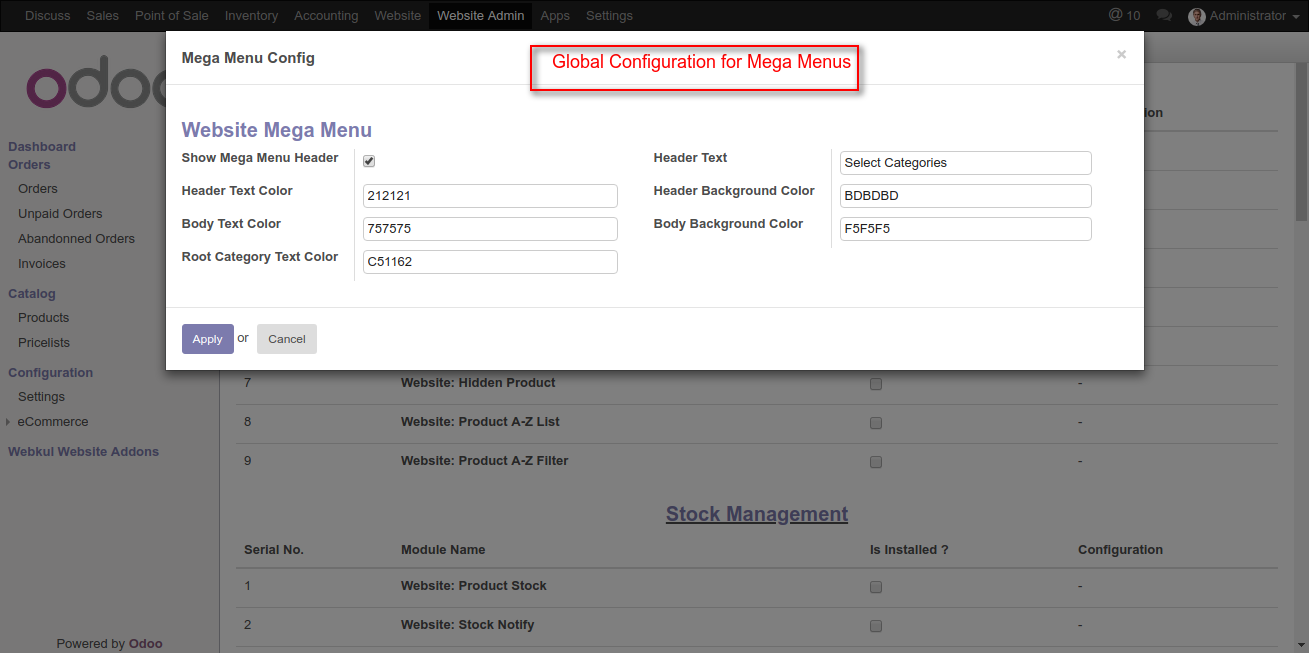 Discuss Sales Point of Sale Inventory Accounting Website Website Admin Apps Settings @ 10 Administrator
odoo
Mega Menu Config
Global Configuration for Mega Menus
×
Website Mega Menu
Show Mega Menu Header
Header Text
Select Categories
Header Text Color
212121
Header Background Color
BDBDBD
Body Text Color
757575
Body Background Color
F5F5F5
Root Category Text Color
C51162
Apply or Cancel
Dashboard
Orders
Orders
Unpaid Orders
Abandonned Orders
Invoices
Catalog
Products
Pricelists
Configuration
Settings
eCommerce
Webkul Website Addons
Powered by Odoo
7 Website: Hidden Product -
8 Website: Product A-Z List -
9 Website: Product A-Z Filter -
Stock Management
Serial No. Module Name Is Installed ? Configuration
1 Website: Product Stock -
2 Website: Stock Notify -